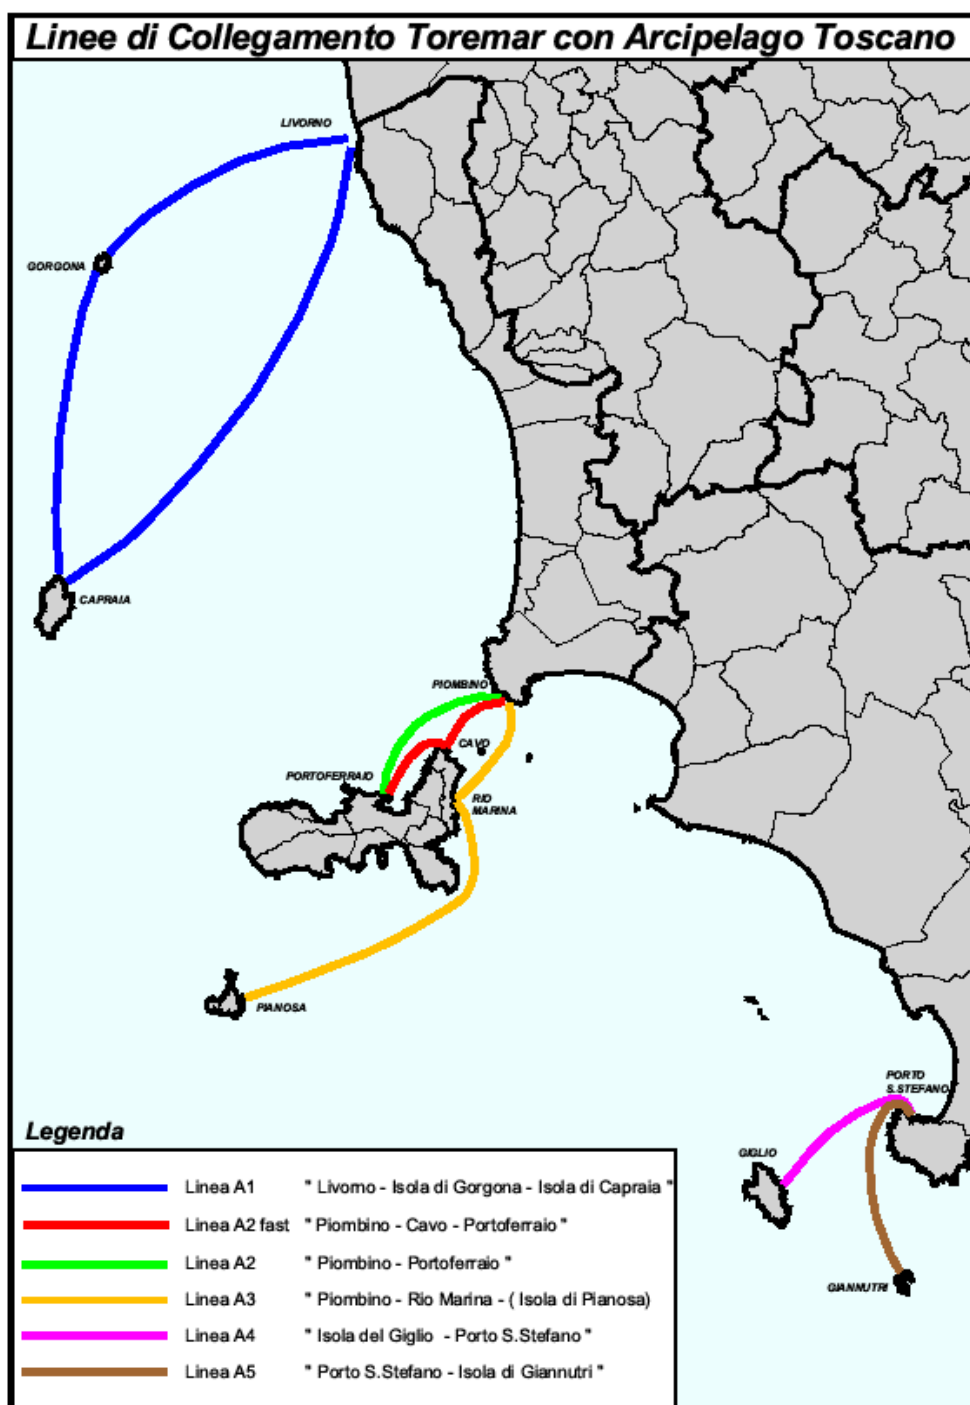 Linee di Collegamento Toremar con Arcipelago Toscano
LIVORNO
GORGONA
CAPRAIA
PIOMBINO
CAVO
PORTOFERRAIO
RIO
MARINA
PIANOSA
PORTO
S.STEFANO
GIGLIO
GIANNUTRI
Legenda
Linea A1 " Livorno - Isola di Gorgona - Isola di Capraia "
Linea A2 fast " Piombino - Cavo - Portoferraio "
Linea A2 " Piombino - Portoferraio "
Linea A3 " Piombino - Rio Marina - ( Isola di Pianosa)
Linea A4 " Isola del Giglio - Porto S.Stefano "
Linea A5 " Porto S.Stefano - Isola di Giannutri "